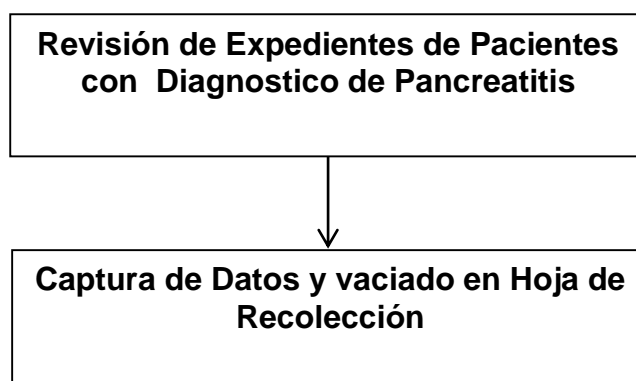 Revisión de Expedientes de Pacientes
con Diagnostico de Pancreatitis
Captura de Datos y vaciado en Hoja de
Recolección